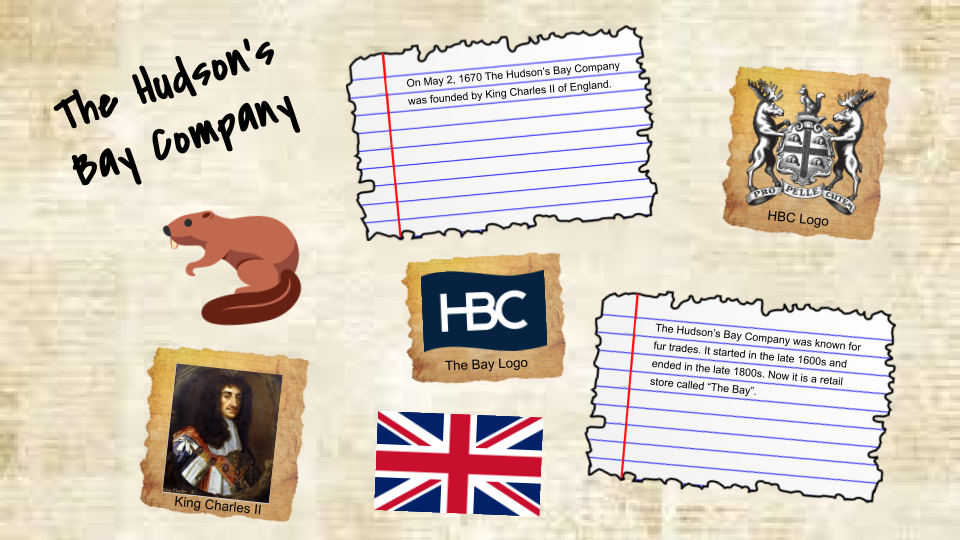 The Hudson's
Bay Company
On May 2, 1670 The Hudson's Bay Company
was founded by King Charles II of England.
PRO PELLE CUTEM
HBC Logo
HBC
The Bay Logo
The Hudson's Bay Company was known for
fur trades. It started in the late 1600s and
ended in the late 1800s. Now it is a retail
store called “The Bay”.
King Charles II